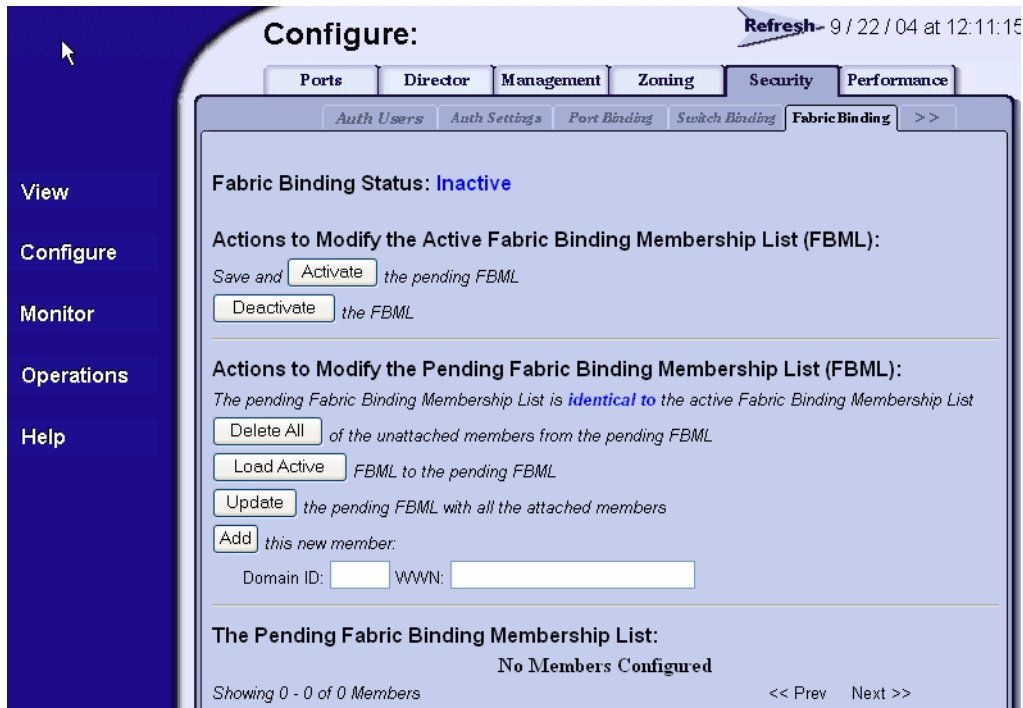 Configure:
Refresh- 9 / 22 / 04 at 12:11:15
Ports Director Management Zoning Security Performance
Auth Users Auth Settings Port Binding Switch Binding Fabric Binding >>
View
Configure
Monitor
Operations
Help
Fabric Binding Status: Inactive
Actions to Modify the Active Fabric Binding Membership List (FBML):
Save and Activate the pending FBML
Deactivate the FBML
Actions to Modify the Pending Fabric Binding Membership List (FBML):
The pending Fabric Binding Membership List is identical to the active Fabric Binding Membership List
Delete All of the unattached members from the pending FBML
Load Active FBML to the pending FBML
Update the pending FBML with all the attached members
Add this new member:
Domain ID: WWN:
The Pending Fabric Binding Membership List:
No Members Configured
Showing 0 - 0 of 0 Members << Prev Next >>